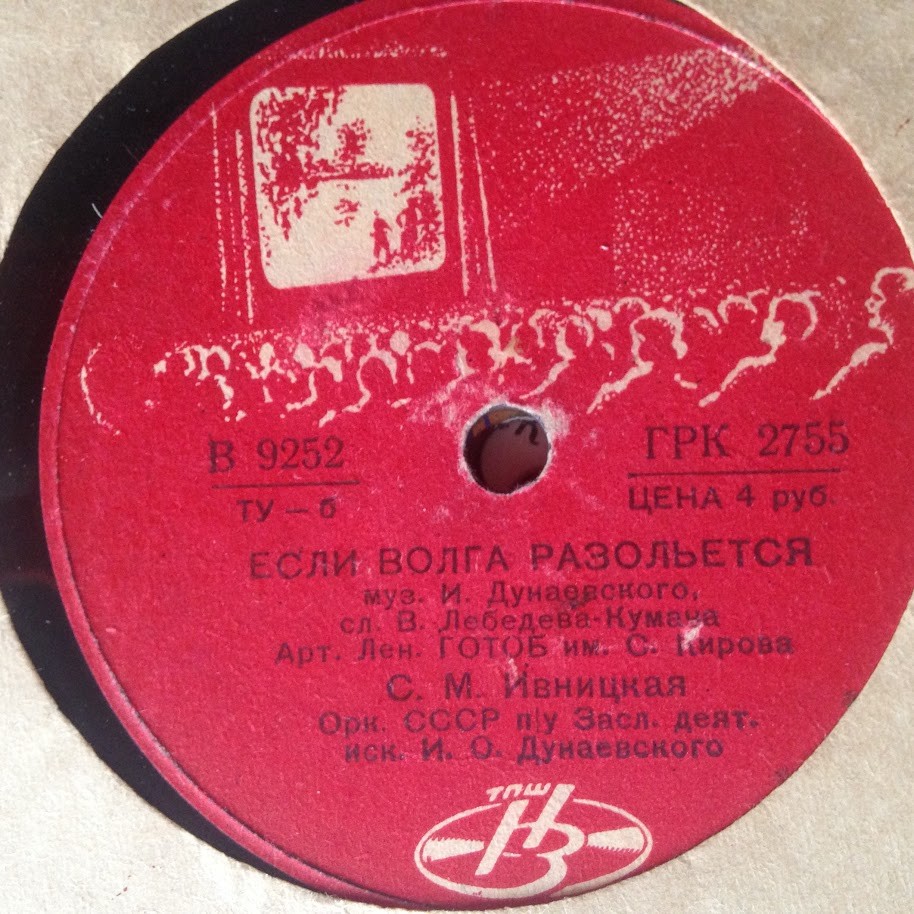 В 9252
ГРК 2755
ТУ – б
ЦЕНА 4 руб.
ЕСЛИ ВОЛГА РАЗОЛЬЕТСЯ
муз. И. Дунаевского,
сл. В. Лебедева-Кумача
Арт. Лен. ГОТОБ им. С. Кирова
С. М. Ивницкая
Орк. СССР п/у Засл. деят.
иск. И. О. Дунаевского
ТПШ
НЗ